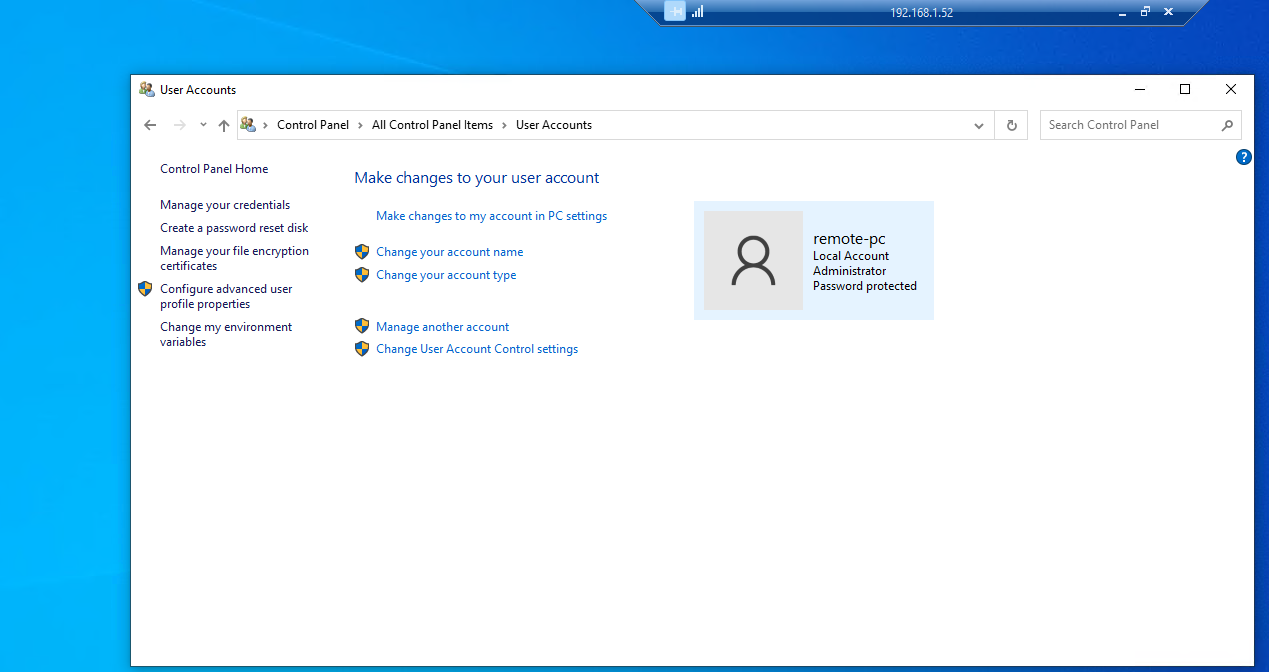 192.168.1.52
User Accounts
Control Panel > All Control Panel Items > User Accounts
Search Control Panel
?
Control Panel Home
Manage your credentials
Create a password reset disk
Manage your file encryption
certificates
Configure advanced user
profile properties
Change my environment
variables
Make changes to your user account
Make changes to my account in PC settings
Change your account name
Change your account type
Manage another account
Change User Account Control settings
remote-pc
Local Account
Administrator
Password protected